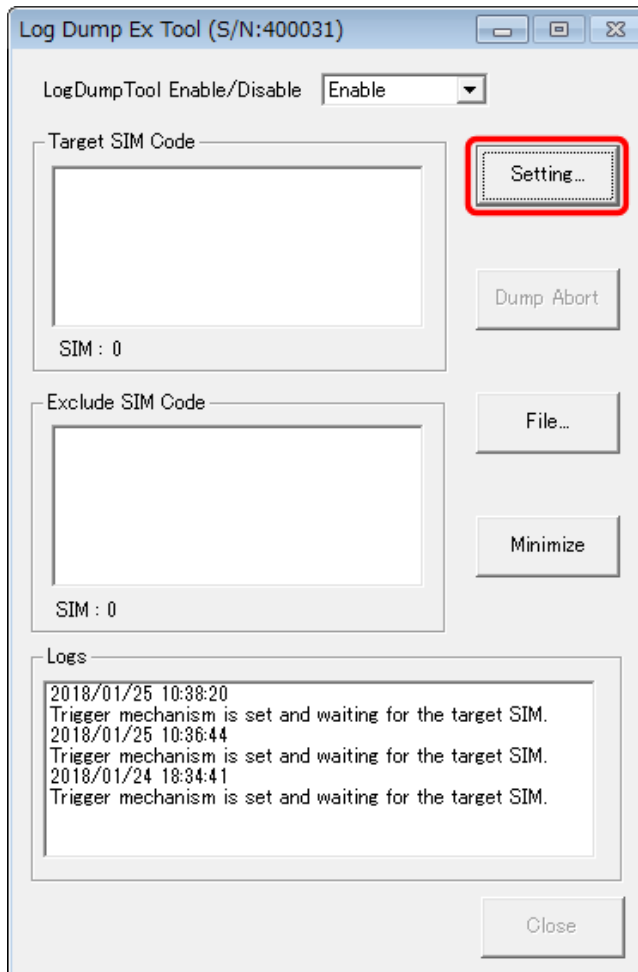 Log Dump Ex Tool (S/N:400031)
LogDumpTool Enable/Disable Enable
Target SIM Code
Setting...
SIM : 0
Dump Abort
Exclude SIM Code
File...
SIM : 0
Minimize
Logs
2018/01/25 10:38:20
Trigger mechanism is set and waiting for the target SIM.
2018/01/25 10:36:44
Trigger mechanism is set and waiting for the target SIM.
2018/01/24 18:34:41
Trigger mechanism is set and waiting for the target SIM.
Close